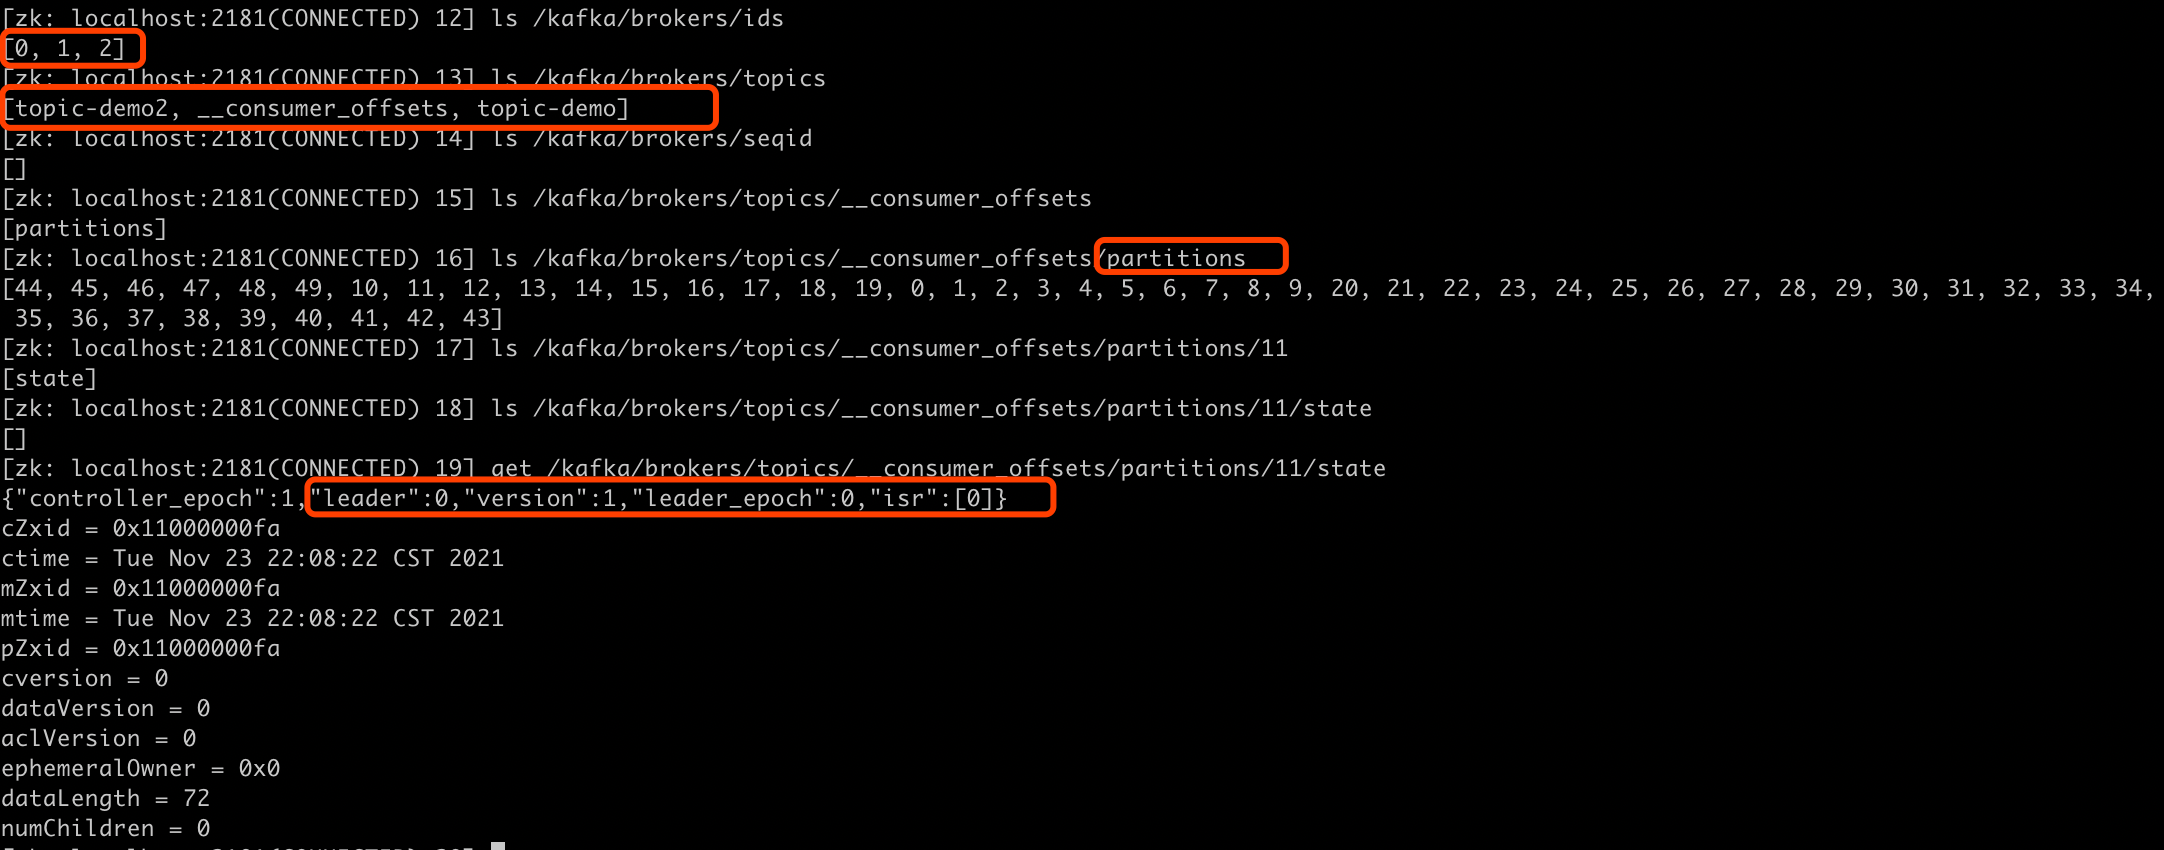 [zk: localhost:2181(CONNECTED) 12] ls /kafka/brokers/ids
[0, 1, 2]
[zk: localhost:2181(CONNECTED) 13] ls /kafka/brokers/topics
[topic-demo2, __consumer_offsets, topic-demo]
[zk: localhost:2181(CONNECTED) 14] ls /kafka/brokers/seqid
[]
[zk: localhost:2181(CONNECTED) 15] ls /kafka/brokers/topics/__consumer_offsets
[partitions]
[zk: localhost:2181(CONNECTED) 16] ls /kafka/brokers/topics/__consumer_offsets/partitions
[44, 45, 46, 47, 48, 49, 10, 11, 12, 13, 14, 15, 16, 17, 18, 19, 0, 1, 2, 3, 4, 5, 6, 7, 8, 9, 20, 21, 22, 23, 24, 25, 26, 27, 28, 29, 30, 31, 32, 33, 34,
 35, 36, 37, 38, 39, 40, 41, 42, 43]
[zk: localhost:2181(CONNECTED) 17] ls /kafka/brokers/topics/__consumer_offsets/partitions/11
[state]
[zk: localhost:2181(CONNECTED) 18] ls /kafka/brokers/topics/__consumer_offsets/partitions/11/state
[]
[zk: localhost:2181(CONNECTED) 19] get /kafka/brokers/topics/__consumer_offsets/partitions/11/state
{"controller_epoch":1,"leader":0,"version":1,"leader_epoch":0,"isr":[0]}
cZxid = 0x11000000fa
ctime = Tue Nov 23 22:08:22 CST 2021
mZxid = 0x11000000fa
mtime = Tue Nov 23 22:08:22 CST 2021
pZxid = 0x11000000fa
cversion = 0
dataVersion = 0
aclVersion = 0
ephemeralOwner = 0x0
dataLength = 72
numChildren = 0